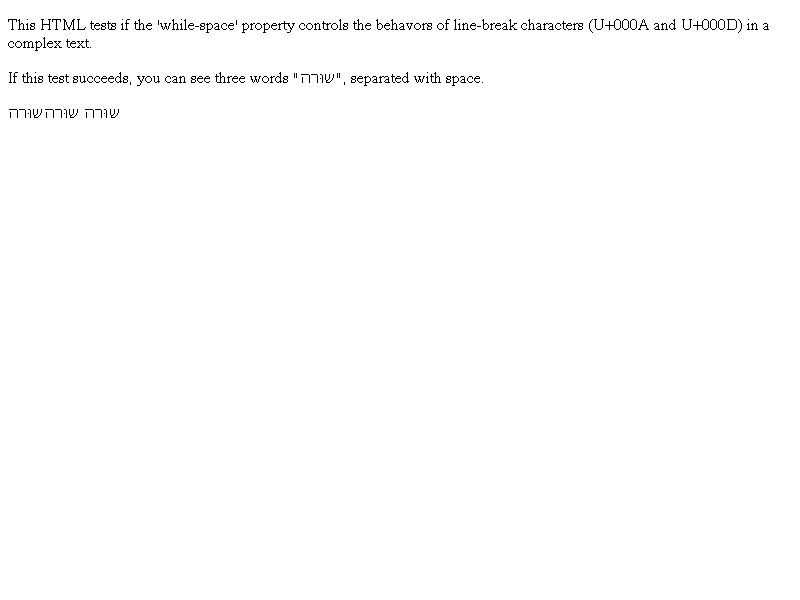 This HTML tests if the 'while-space' property controls the behavors of line-break characters (U+000A and U+000D) in a
complex text.
If this test succeeds, you can see three words "שורה", separated with space.
שורה שורהשורה